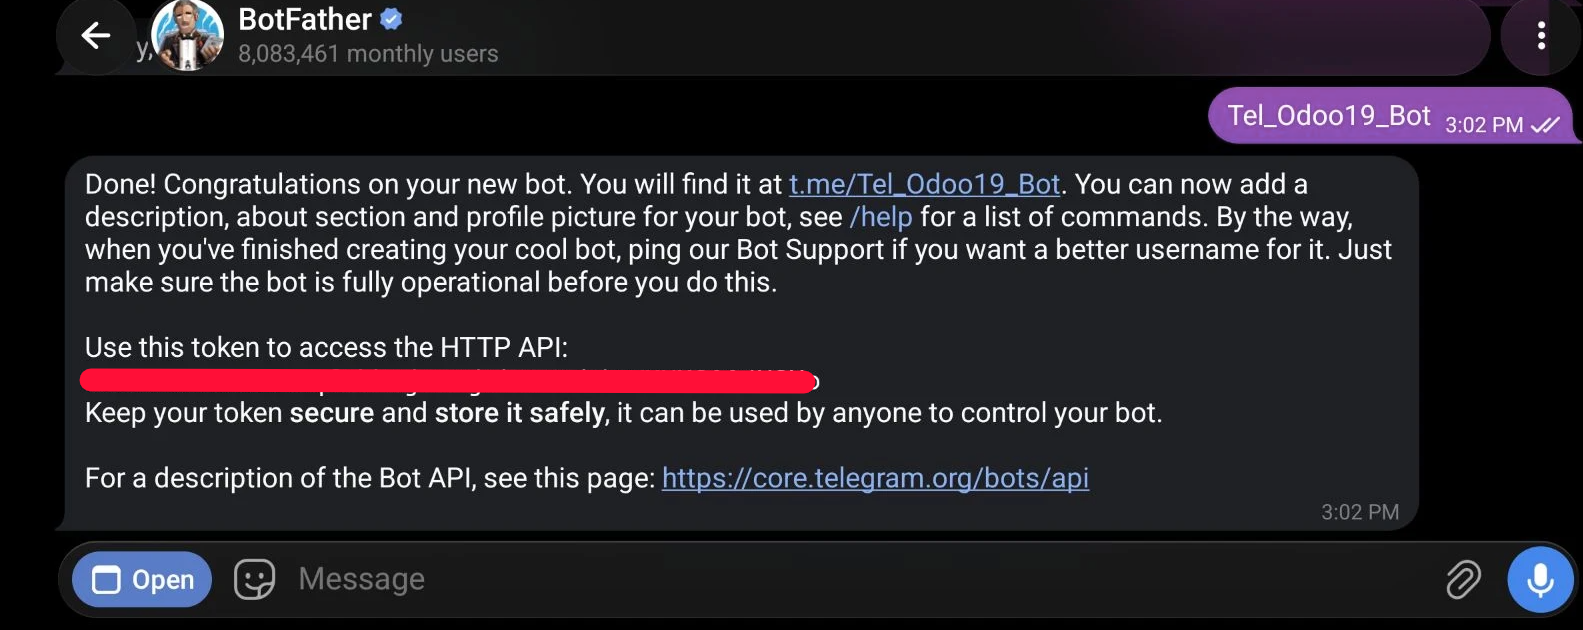 BotFather
y,
8,083,461 monthly users
Tel_Odoo19_Bot 3:02 PM
Done! Congratulations on your new bot. You will find it at t.me/Tel_Odoo19_Bot. You can now add a
description, about section and profile picture for your bot, see /help for a list of commands. By the way,
when you've finished creating your cool bot, ping our Bot Support if you want a better username for it. Just
make sure the bot is fully operational before you do this.
Use this token to access the HTTP API:
Keep your token secure and store it safely, it can be used by anyone to control your bot.
For a description of the Bot API, see this page: https://core.telegram.org/bots/api
3:02 PM
Open Message